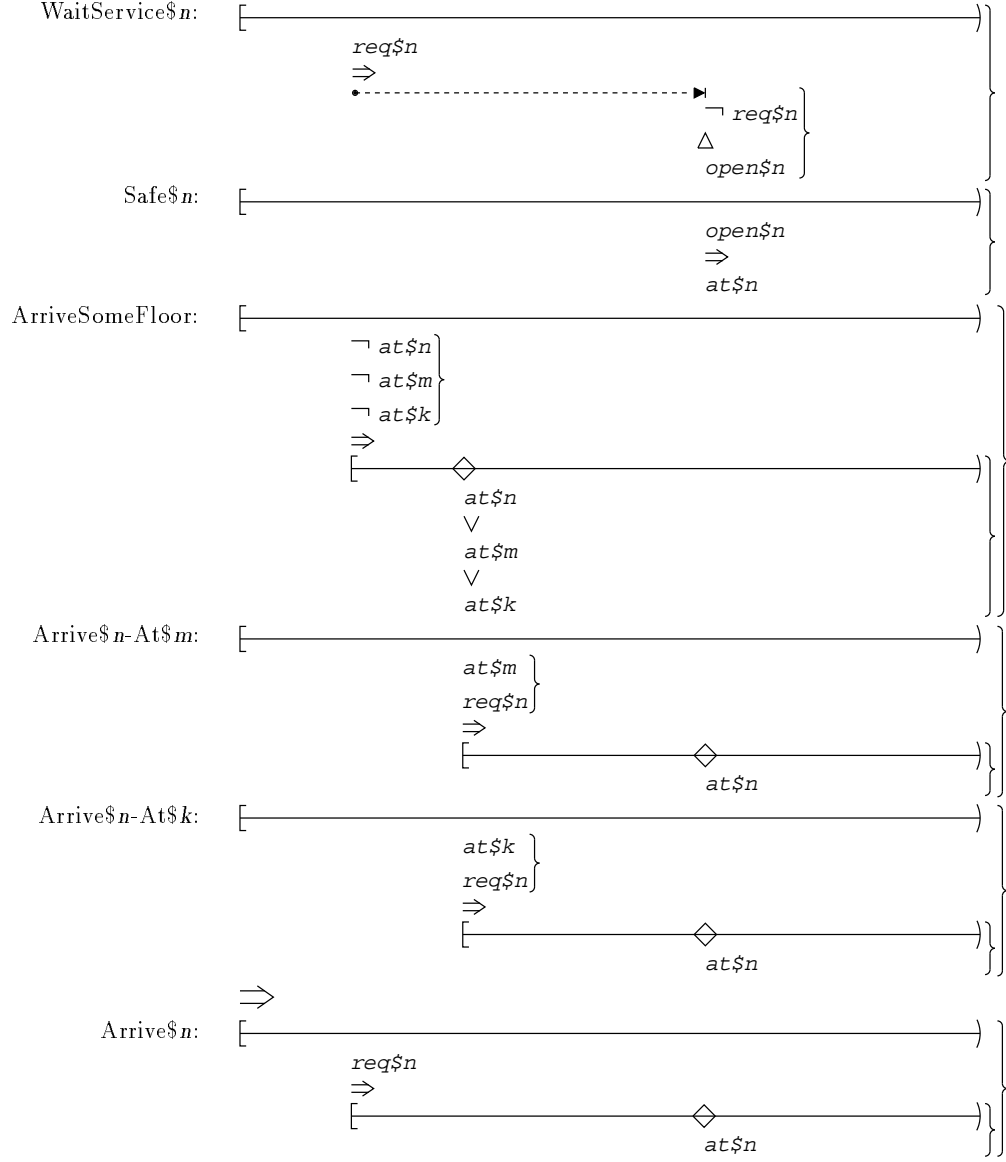 WaitService$n:
req$n
⇒
¬ req$n
△
open$n
Safe$n:
open$n
⇒
at$n
ArriveSomeFloor:
¬ at$n
¬ at$m
¬ at$k
⇒
at$n
∨
at$m
∨
at$k
Arrive$n-At$m:
at$m
req$n
⇒
at$n
Arrive$n-At$k:
at$k
req$n
⇒
at$n
⇒
Arrive$n:
req$n
⇒
at$n